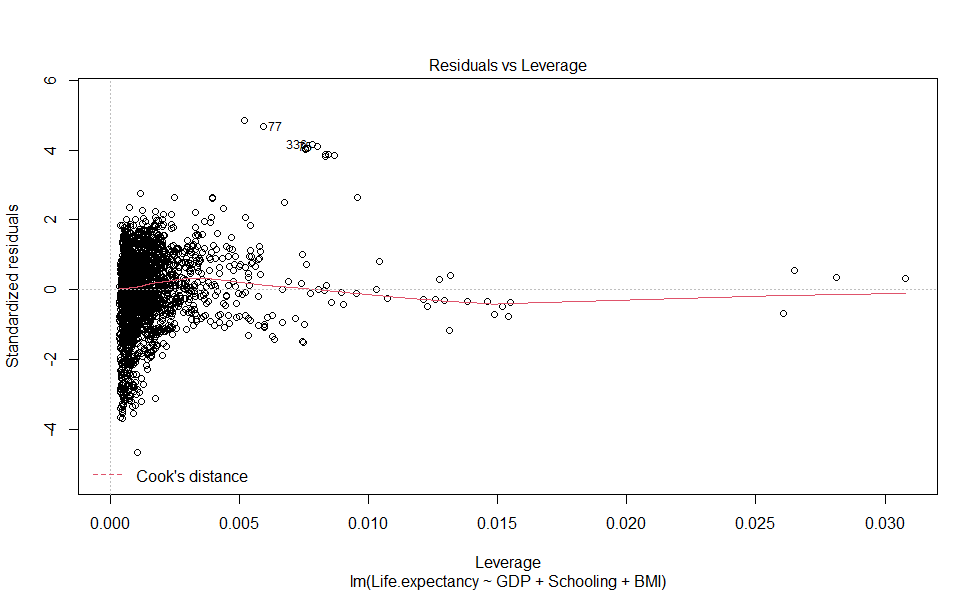 Residuals vs Leverage
Standardized residuals
6
4
2
0
-2
-4
77
Cook's distance
0.000 0.005 0.010 0.015 0.020 0.025 0.030
Leverage
lm(Life.expectancy ~ GDP + Schooling + BMI)